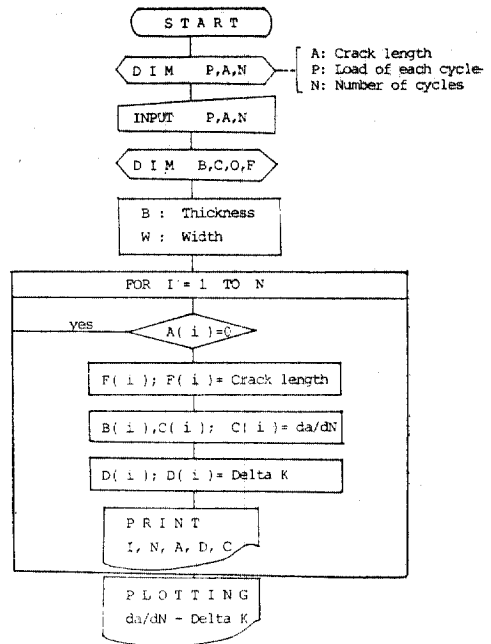 S T A R T
D I M P,A,N
A: Crack length
P: Load of each cycle
N: Number of cycles
INPUT P,A,N
D I M B,C,O,F
B : Thickness
W : Width
FOR I = 1 TO N
yes
A( i )=0
F( i ); F( i )= Crack length
B( i ),C( i ); C( i )= da/dN
D( i ); D( i )= Delta K
P R I N T
I, N, A, D, C
P L O T T I N G
da/dN - Delta K